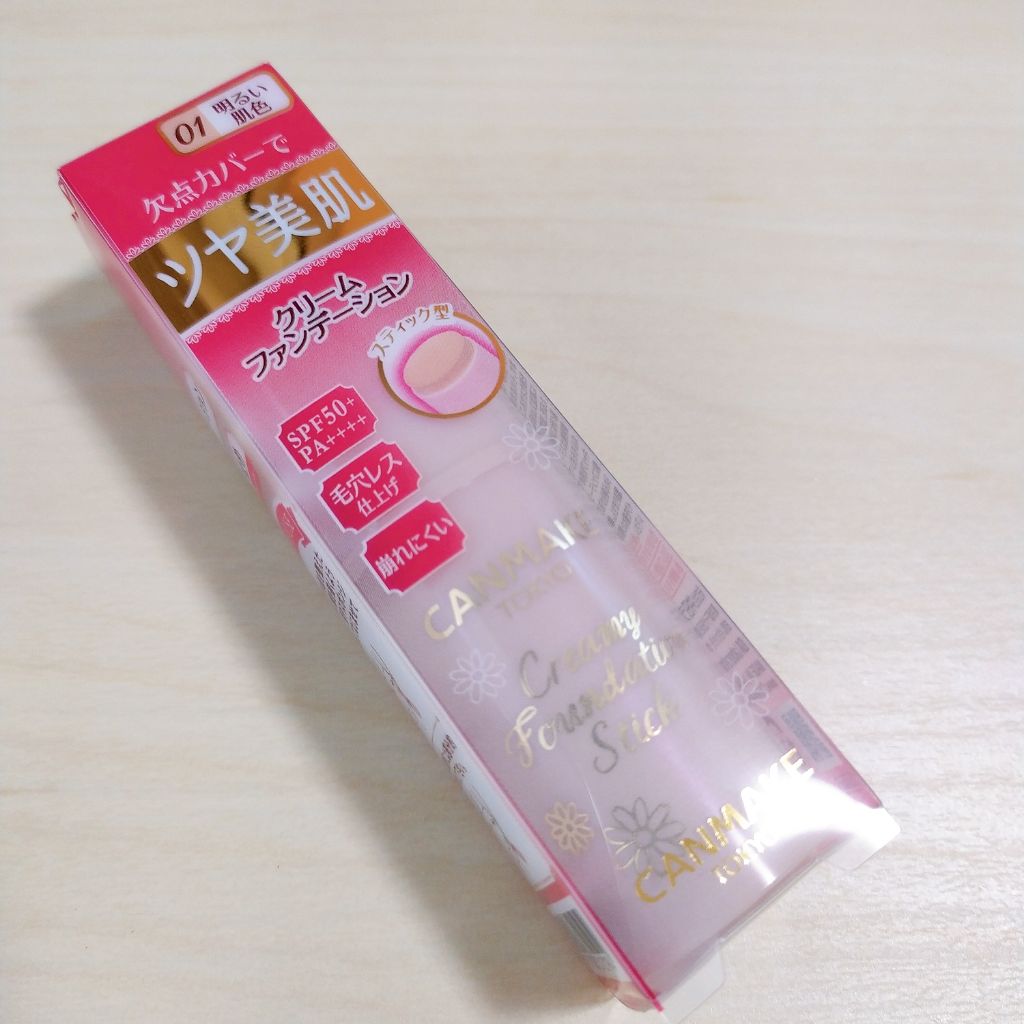 01
明るい
肌色
欠点カバーで
ツヤ美肌
クリーム
ファンデーション
スティック型
SPF50+
PA++++
毛穴レス
仕上げ
崩れにくい
CANMAKE
TOKYO
Creamy
Foundation
Stick
CANMAKE
TOKYO